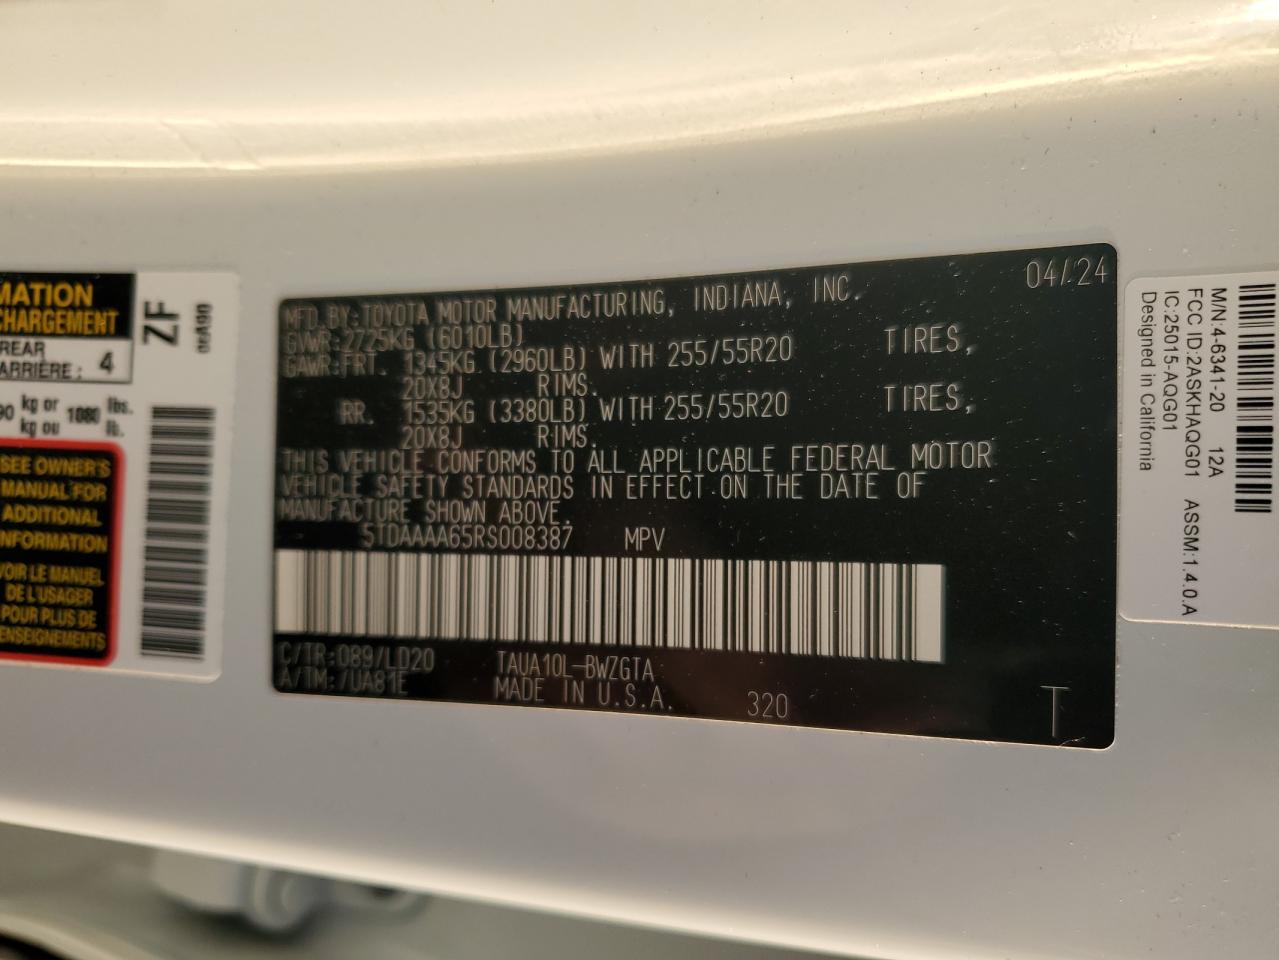 MATION
CHARGEMENT
REAR
ARRIÈRE : 4
90 kg or 1080 lbs.
kg ou lb.
ZF
SEE OWNER'S
MANUAL FOR
ADDITIONAL
INFORMATION
VOIR LE MANUEL
DE L'USAGER
POUR PLUS DE
RENSEIGNEMENTS
04/24
MFD. BY: TOYOTA MOTOR MANUFACTURING, INDIANA, INC.
GVWR: 2725KG (6010LB)
GAWR: FRT. 1345KG (2960LB) WITH 255/55R20 TIRES,
20X8J RIMS.
RR. 1535KG (3380LB) WITH 255/55R20 TIRES,
20X8J RIMS.
THIS VEHICLE CONFORMS TO ALL APPLICABLE FEDERAL MOTOR
VEHICLE SAFETY STANDARDS IN EFFECT ON THE DATE OF
MANUFACTURE SHOWN ABOVE.
5TDAAAA65RS008387 MPV
C/TR: 089/LD20 TAUA10L-BWZGTA
A/TM: /UA81E MADE IN U.S.A. 320
T
M/N: 4-6341-20 12A
FCC ID: 2ASKHAQG01 ASSM: 1.4.0.A
IC: 25015-AQG01
Designed in California